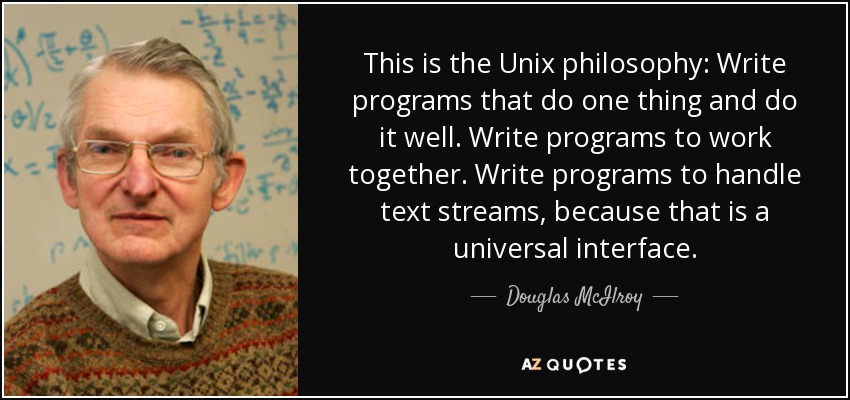 This is the Unix philosophy: Write
programs that do one thing and do
it well. Write programs to work
together. Write programs to handle
text streams, because that is a
universal interface.
Douglas McIlroy
AZ QUOTES